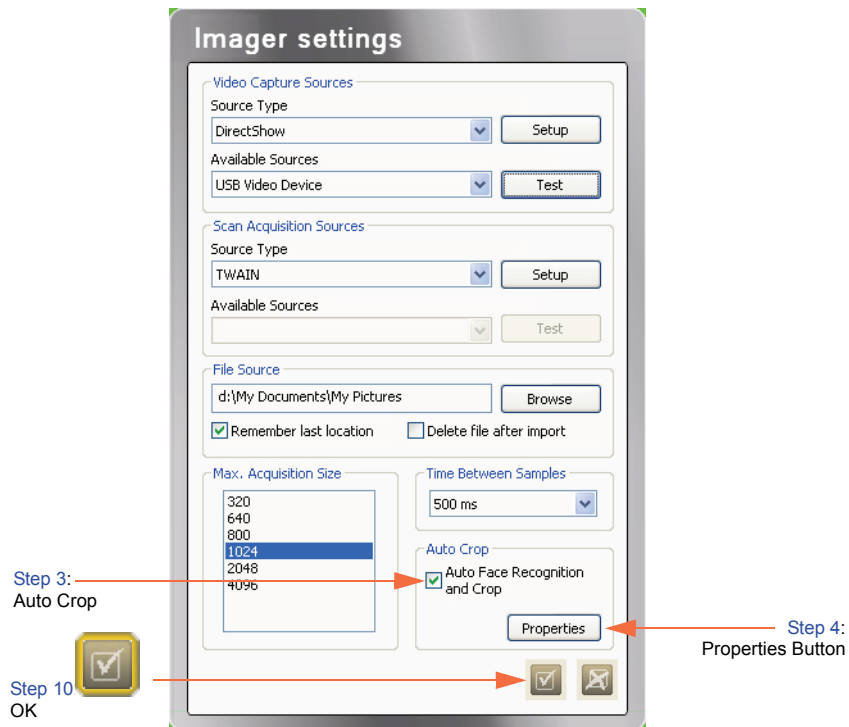 Imager settings
Video Capture Sources
Source Type
DirectShow
Setup
Available Sources
USB Video Device
Test
Scan Acquisition Sources
Source Type
TWAIN
Setup
Available Sources
Test
File Source
d:\My Documents\My Pictures
Browse
Remember last location
Delete file after import
Max. Acquisition Size
320
640
800
1024
2048
4096
Time Between Samples
500 ms
Auto Crop
Auto Face Recognition
and Crop
Properties
Step 3:
Auto Crop
Step 4:
Properties Button
Step 10
OK